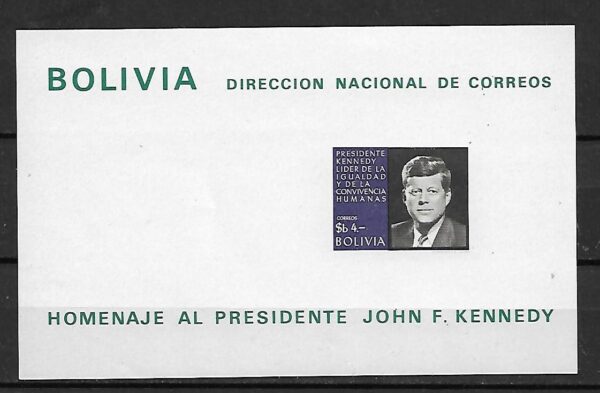 BOLIVIA DIRECCION NACIONAL DE CORREOS
PRESIDENTE
KENNEDY
LIDER DE LA
IGUALDAD
Y DE LA
CONVIVENCIA
HUMANAS
CORREOS
$b 4.-
BOLIVIA
HOMENAJE AL PRESIDENTE JOHN F. KENNEDY